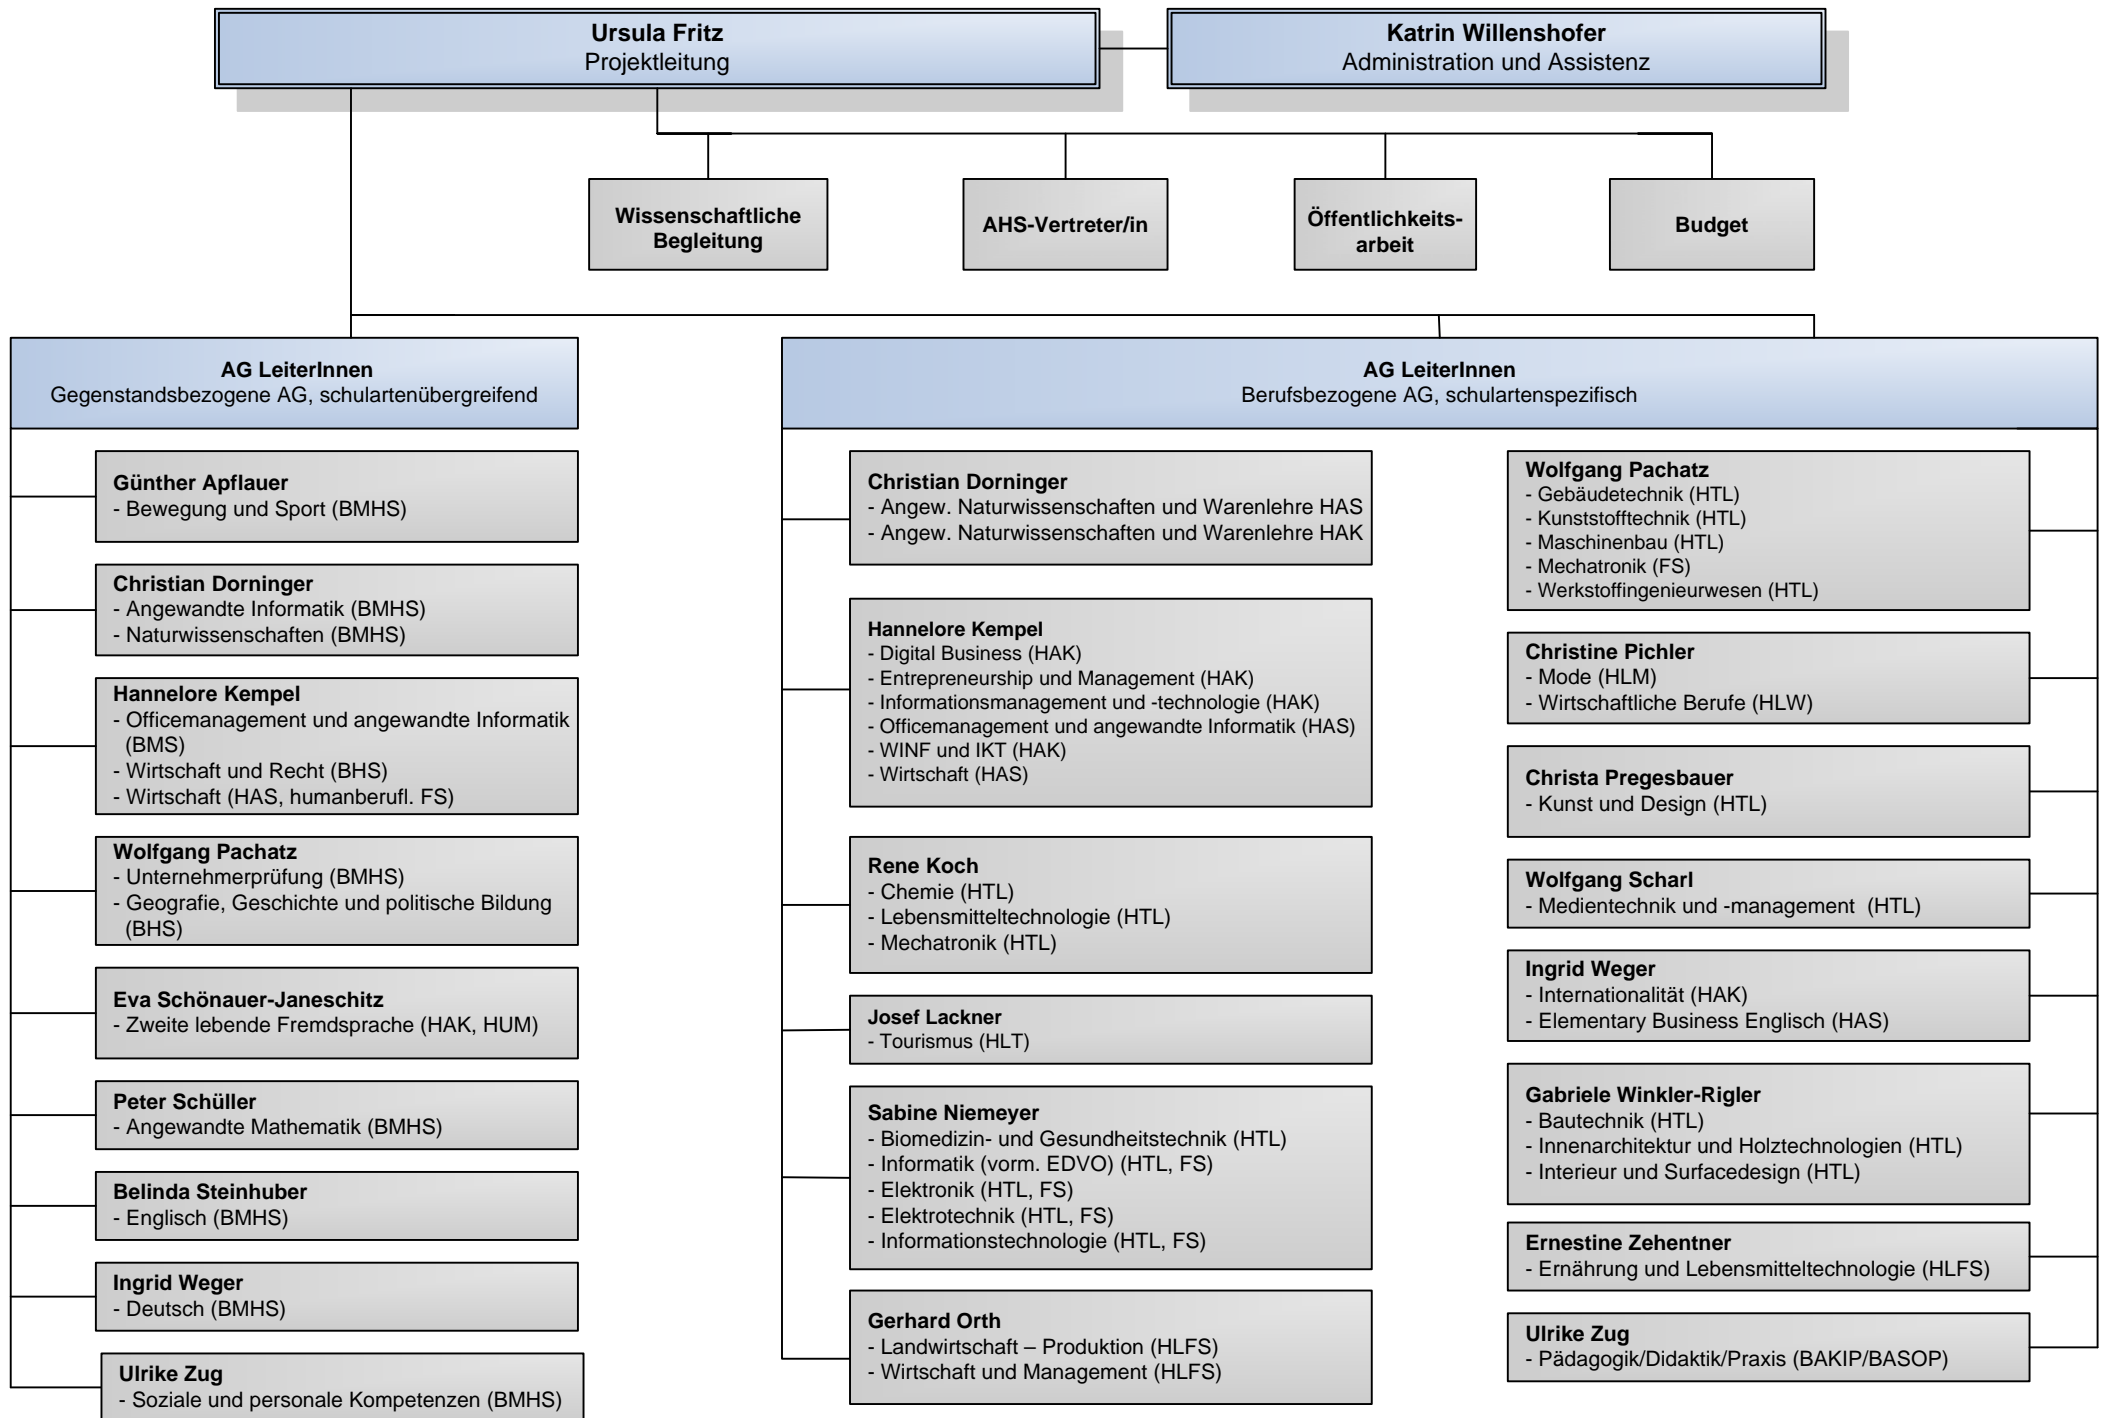 Ursula Fritz
Projektleitung
Katrin Willenshofer
Administration und Assistenz
Wissenschaftliche
Begleitung
AHS-Vertreter/in
Öffentlichkeits-
arbeit
Budget
AG LeiterInnen
Gegenstandsbezogene AG, schulartenübergreifend
Günther Apflauer
- Bewegung und Sport (BMHS)
Christian Dorninger
- Angewandte Informatik (BMHS)
- Naturwissenschaften (BMHS)
Hannelore Kempel
- Officemanagement und angewandte Informatik
(BMS)
- Wirtschaft und Recht (BHS)
- Wirtschaft (HAS, humanberufl. FS)
Wolfgang Pachatz
- Unternehmerprüfung (BMHS)
- Geografie, Geschichte und politische Bildung
(BHS)
Eva Schönauer-Janeschitz
- Zweite lebende Fremdsprache (HAK, HUM)
Peter Schüller
- Angewandte Mathematik (BMHS)
Belinda Steinhuber
- Englisch (BMHS)
Ingrid Weger
- Deutsch (BMHS)
Ulrike Zug
- Soziale und personale Kompetenzen (BMHS)
AG LeiterInnen
Berufsbezogene AG, schulartenspezifisch
Christian Dorninger
- Angew. Naturwissenschaften und Warenlehre HAS
- Angew. Naturwissenschaften und Warenlehre HAK
Hannelore Kempel
- Digital Business (HAK)
- Entrepreneurship und Management (HAK)
- Informationsmanagement und -technologie (HAK)
- Officemanagement und angewandte Informatik (HAS)
- WINF und IKT (HAK)
- Wirtschaft (HAS)
Rene Koch
- Chemie (HTL)
- Lebensmitteltechnologie (HTL)
- Mechatronik (HTL)
Josef Lackner
- Tourismus (HLT)
Sabine Niemeyer
- Biomedizin- und Gesundheitstechnik (HTL)
- Informatik (vorm. EDVO) (HTL, FS)
- Elektronik (HTL, FS)
- Elektrotechnik (HTL, FS)
- Informationstechnologie (HTL, FS)
Gerhard Orth
- Landwirtschaft – Produktion (HLFS)
- Wirtschaft und Management (HLFS)
Wolfgang Pachatz
- Gebäudetechnik (HTL)
- Kunststofftechnik (HTL)
- Maschinenbau (HTL)
- Mechatronik (FS)
- Werkstoffingenieurwesen (HTL)
Christine Pichler
- Mode (HLM)
- Wirtschaftliche Berufe (HLW)
Christa Pregesbauer
- Kunst und Design (HTL)
Wolfgang Scharl
- Medientechnik und -management (HTL)
Ingrid Weger
- Internationalität (HAK)
- Elementary Business Englisch (HAS)
Gabriele Winkler-Rigler
- Bautechnik (HTL)
- Innenarchitektur und Holztechnologien (HTL)
- Interieur und Surfacedesign (HTL)
Ernestine Zehentner
- Ernährung und Lebensmitteltechnologie (HLFS)
Ulrike Zug
- Pädagogik/Didaktik/Praxis (BAKIP/BASOP)